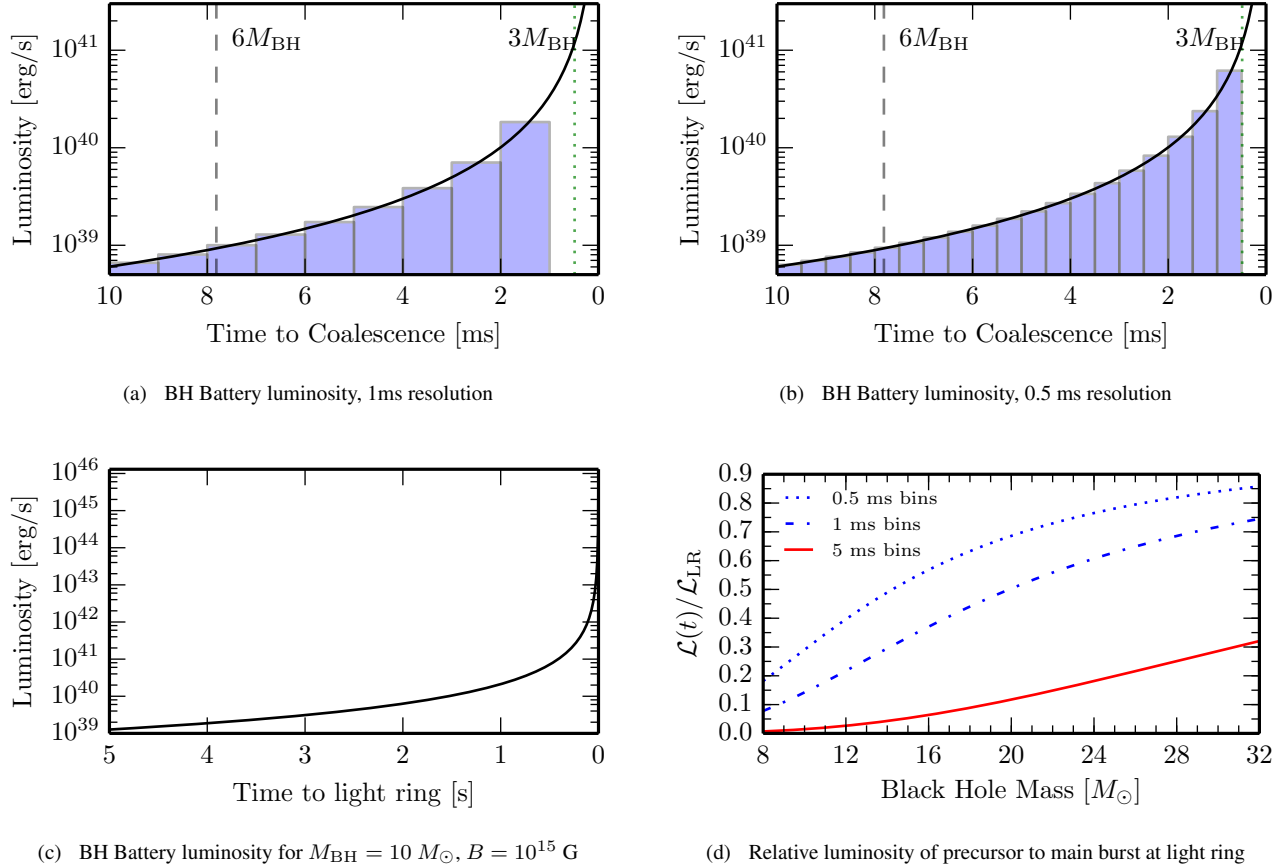 10^41
10^40
10^39
Luminosity [erg/s]
6M_BH
3M_BH
10 8 6 4 2 0
Time to Coalescence [ms]
(a) BH Battery luminosity, 1ms resolution
10^41
10^40
10^39
Luminosity [erg/s]
6M_BH
3M_BH
10 8 6 4 2 0
Time to Coalescence [ms]
(b) BH Battery luminosity, 0.5 ms resolution
10^46
10^45
10^44
10^43
10^42
10^41
10^40
10^39
Luminosity [erg/s]
5 4 3 2 1 0
Time to light ring [s]
(c) BH Battery luminosity for M_BH = 10 M_⊙, B = 10^15 G
0.9
0.8
0.7
0.6
0.5
0.4
0.3
0.2
0.1
0.0
ℒ(t)/ℒ_LR
0.5 ms bins
1 ms bins
5 ms bins
8 12 16 20 24 28 32
Black Hole Mass [M_⊙]
(d) Relative luminosity of precursor to main burst at light ring